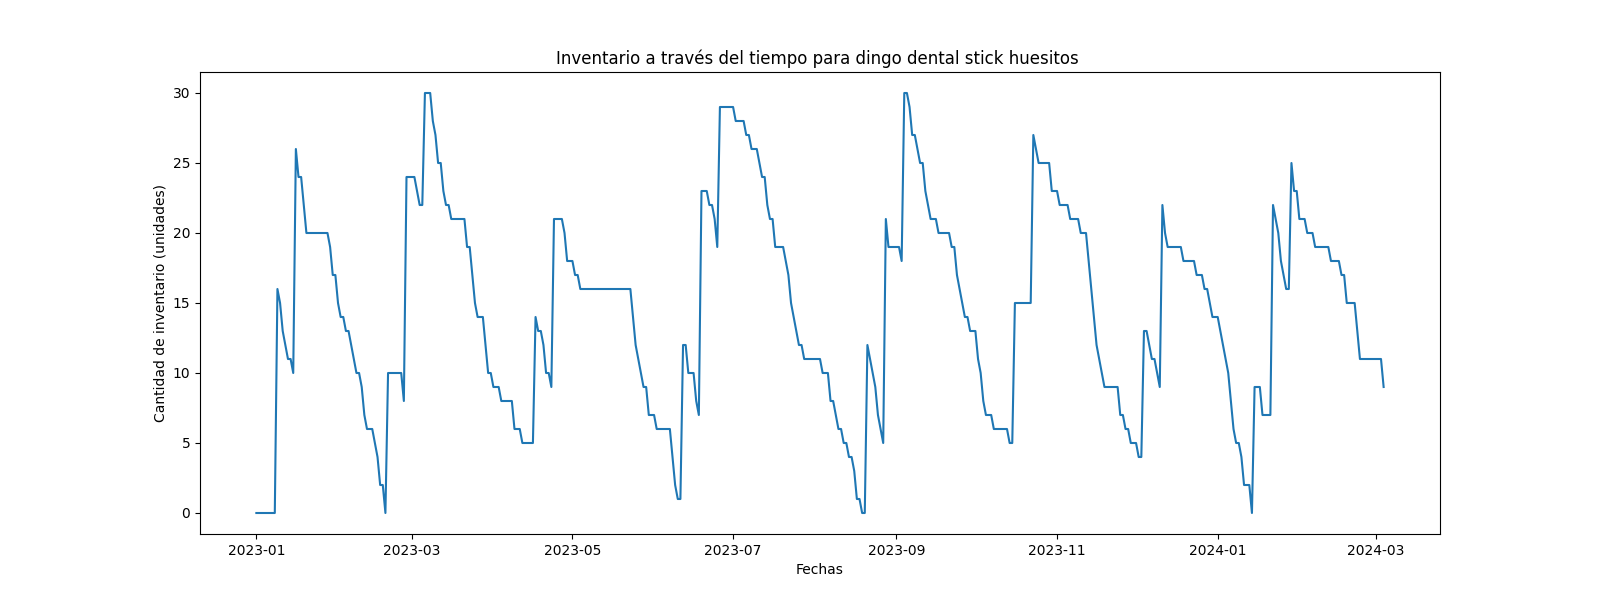 Inventario a través del tiempo para dingo dental stick huesitos
Cantidad de inventario (unidades)
30
25
20
15
10
5
0
2023-01 2023-03 2023-05 2023-07 2023-09 2023-11 2024-01 2024-03
Fechas